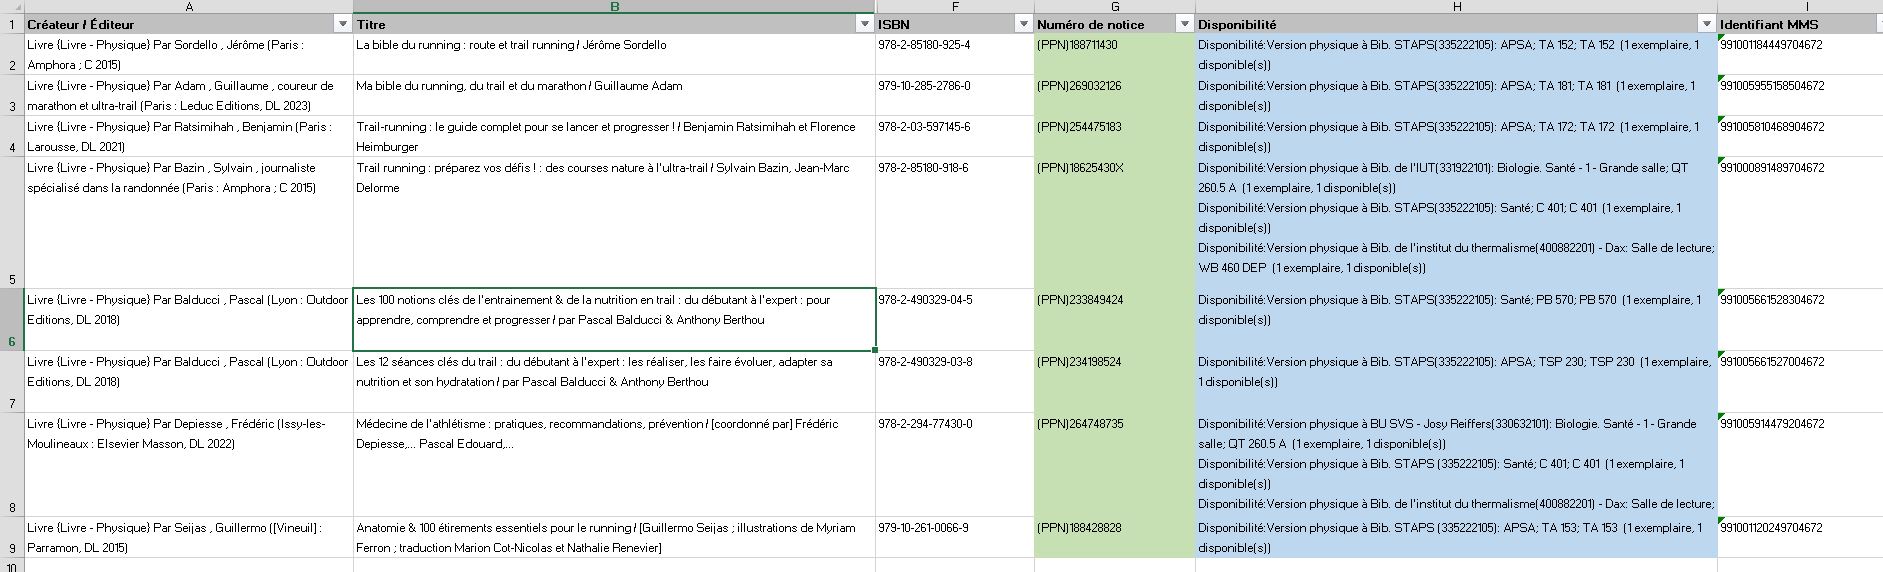 A B F G H I
1 Créateur / Éditeur Titre ISBN Numéro de notice Disponibilité Identifiant MMS
2 Livre {Livre - Physique} Par Sordello , Jérôme (Paris : La bible du running : route et trail running / Jérôme Sordello 978-2-85180-925-4 (PPN)188711430 Disponibilité:Version physique à Bib. STAPS(335222105): APSA; TA 152; TA 152 (1 exemplaire, 1 991001184449704672
Amphora ; C 2015) disponible(s))
3 Livre {Livre - Physique} Par Adam , Guillaume , coureur de Ma bible du running, du trail et du marathon / Guillaume Adam 979-10-285-2786-0 (PPN)269032126 Disponibilité:Version physique à Bib. STAPS(335222105): APSA; TA 181; TA 181 (1 exemplaire, 1 991005955158504672
marathon et ultra-trail (Paris : Leduc Editions, DL 2023) disponible(s))
4 Livre {Livre - Physique} Par Ratsimihah , Benjamin (Paris : Trail-running : le guide complet pour se lancer et progresser ! / Benjamin Ratsimihah et Florence 978-2-03-597145-6 (PPN)254475183 Disponibilité:Version physique à Bib. STAPS(335222105): APSA; TA 172; TA 172 (1 exemplaire, 1 991005810468904672
Larousse, DL 2021) Heimburger disponible(s))
5 Livre {Livre - Physique} Par Bazin , Sylvain , journaliste Trail running : préparez vos défis ! : des courses nature à l'ultra-trail / Sylvain Bazin, Jean-Marc 978-2-85180-918-6 (PPN)18625430X Disponibilité:Version physique à Bib. de l'IUT(331922101): Biologie. Santé - 1 - Grande salle; QT 991000891489704672
spécialisé dans la randonnée (Paris : Amphora ; C 2015) Delorme 260.5 A (1 exemplaire, 1 disponible(s))
Disponibilité:Version physique à Bib. STAPS(335222105): Santé; C 401; C 401 (1 exemplaire, 1
disponible(s))
Disponibilité:Version physique à Bib. de l'institut du thermalisme(400882201) - Dax: Salle de lecture;
WB 460 DEP (1 exemplaire, 1 disponible(s))
6 Livre {Livre - Physique} Par Balducci , Pascal (Lyon : Outdoor Les 100 notions clés de l'entrainement & de la nutrition en trail : du débutant à l'expert : pour 978-2-490329-04-5 (PPN)233849424 Disponibilité:Version physique à Bib. STAPS(335222105): Santé; PB 570; PB 570 (1 exemplaire, 1 991005661528304672
Editions, DL 2018) apprendre, comprendre et progresser / par Pascal Balducci & Anthony Berthou disponible(s))
7 Livre {Livre - Physique} Par Balducci , Pascal (Lyon : Outdoor Les 12 séances clés du trail : du débutant à l'expert : les réaliser, les faire évoluer, adapter sa 978-2-490329-03-8 (PPN)234198524 Disponibilité:Version physique à Bib. STAPS(335222105): APSA; TSP 230; TSP 230 (1 exemplaire, 991005661527004672
Editions, DL 2018) nutrition et son hydratation / par Pascal Balducci & Anthony Berthou 1 disponible(s))
8 Livre {Livre - Physique} Par Depiesse , Frédéric (Issy-les- Médecine de l'athlétisme : pratiques, recommandations, prévention / [coordonné par] Frédéric 978-2-294-77430-0 (PPN)264748735 Disponibilité:Version physique à BU SVS - Josy Reiffers(330632101): Biologie. Santé - 1 - Grande 991005914479204672
Moulineaux : Elsevier Masson, DL 2022) Depiesse,... Pascal Edouard,... salle; QT 260.5 A (1 exemplaire, 1 disponible(s))
Disponibilité:Version physique à Bib. STAPS (335222105): Santé; C 401; C 401 (1 exemplaire, 1
disponible(s))
Disponibilité:Version physique à Bib. de l'institut du thermalisme(400882201) - Dax: Salle de lecture;
9 Livre {Livre - Physique} Par Seijas , Guillermo ([Vineuil] : Anatomie & 100 étirements essentiels pour le running / [Guillermo Seijas ; illustrations de Myriam 979-10-261-0066-9 (PPN)188428828 Disponibilité:Version physique à Bib. STAPS (335222105): APSA; TA 153; TA 153 (1 exemplaire, 1 991001120249704672
Parramon, DL 2015) Ferron ; traduction Marion Cot-Nicolas et Nathalie Renevier] disponible(s))
10